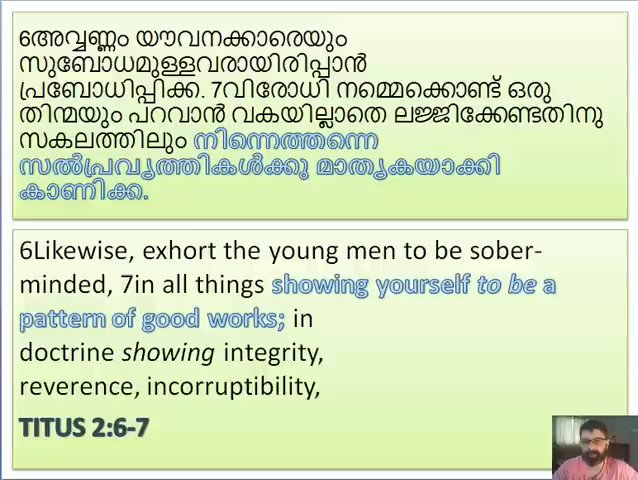 6അവ്വണ്ണം യൗവനക്കാരെയും
സുബോധമുള്ളവരായിരിപ്പാൻ
പ്രബോധിപ്പിക്ക. 7വിരോധി നമ്മെക്കൊണ്ട് ഒരു
തിന്മയും പറവാൻ വകയില്ലാതെ ലജ്ജിക്കേണ്ടതിനു
സകലത്തിലും നിന്നെത്തന്നെ
സൽപ്രവൃത്തികൾക്കു മാതൃകയാക്കി
കാണിക്ക.
6Likewise, exhort the young men to be sober-
minded, 7in all things showing yourself to be a
pattern of good works; in
doctrine showing integrity,
reverence, incorruptibility,
TITUS 2:6-7